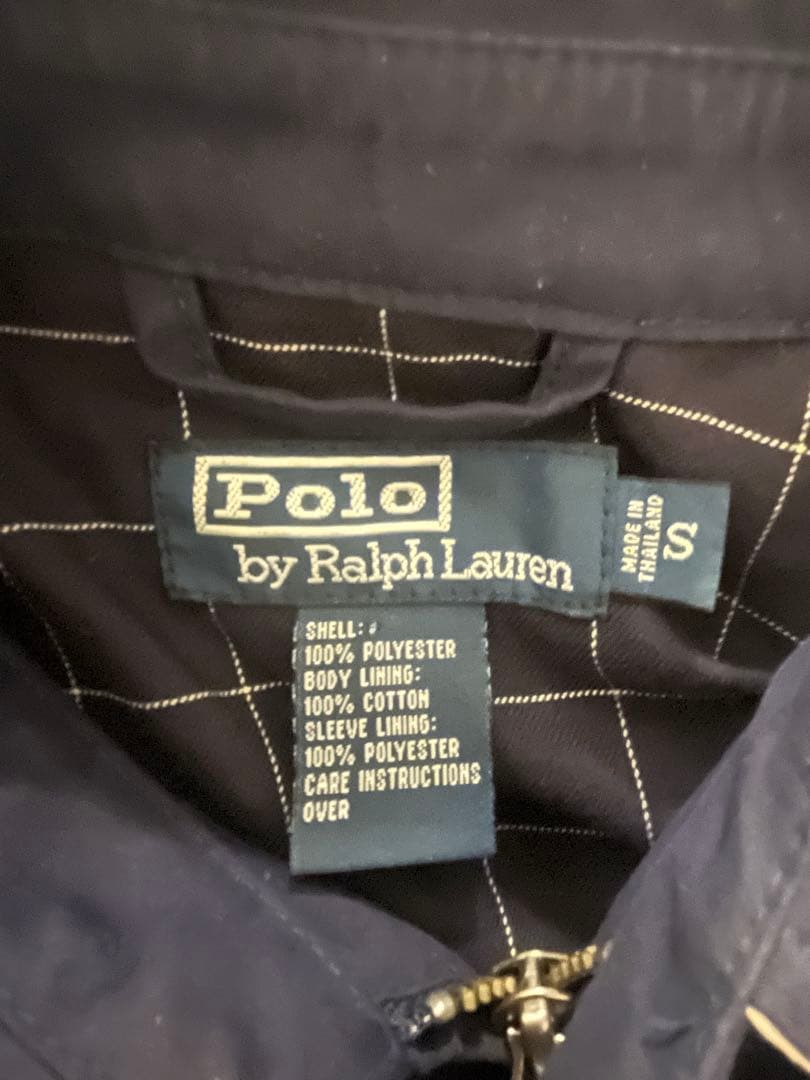 Polo
by Ralph Lauren
MADE IN
THAILAND
S
SHELL:
100% POLYESTER
BODY LINING:
100% COTTON
SLEEVE LINING:
100% POLYESTER
CARE INSTRUCTIONS
OVER